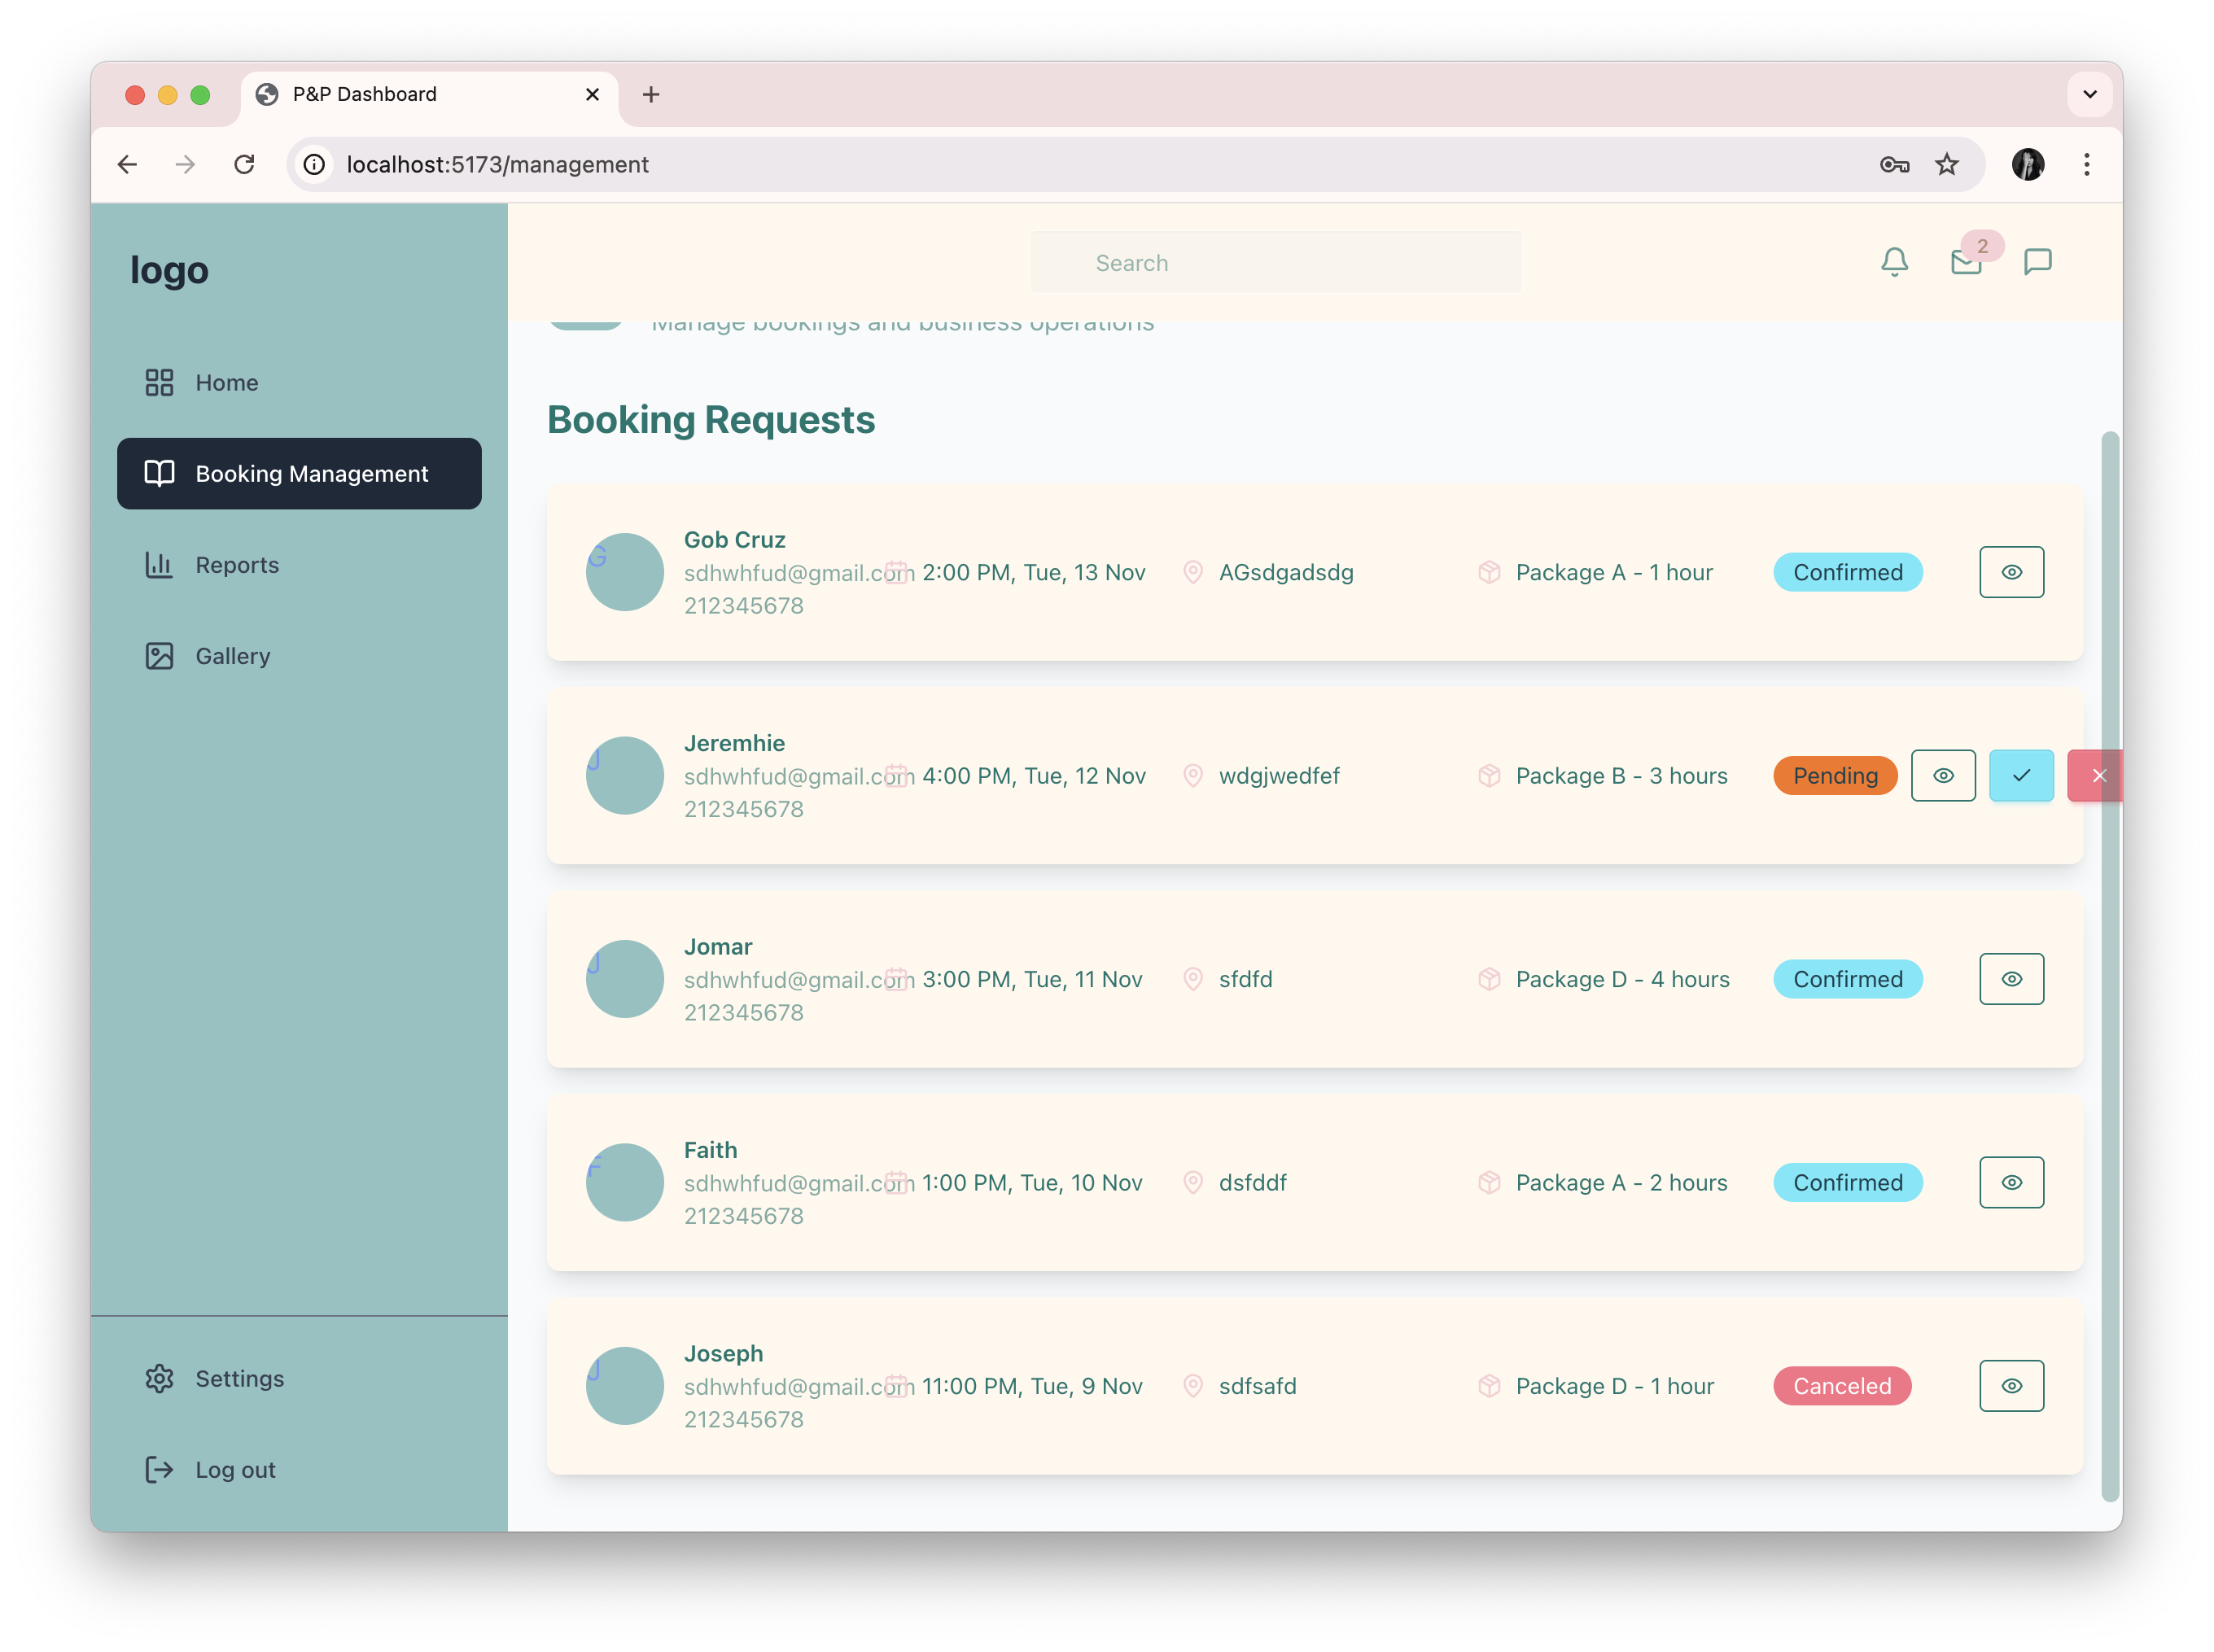 P&P Dashboard
localhost:5173/management
logo
Search
2
Manage bookings and business operations
Home
Booking Management
Reports
Gallery
Settings
Log out
Booking Requests
G
Gob Cruz
sdhwhfud@gmail.com
212345678
2:00 PM, Tue, 13 Nov
AGsdgadsdg
Package A - 1 hour
Confirmed
J
Jeremhie
sdhwhfud@gmail.com
212345678
4:00 PM, Tue, 12 Nov
wdgjwedfef
Package B - 3 hours
Pending
J
Jomar
sdhwhfud@gmail.com
212345678
3:00 PM, Tue, 11 Nov
sfdfd
Package D - 4 hours
Confirmed
F
Faith
sdhwhfud@gmail.com
212345678
1:00 PM, Tue, 10 Nov
dsfddf
Package A - 2 hours
Confirmed
J
Joseph
sdhwhfud@gmail.com
212345678
11:00 PM, Tue, 9 Nov
sdfsafd
Package D - 1 hour
Canceled